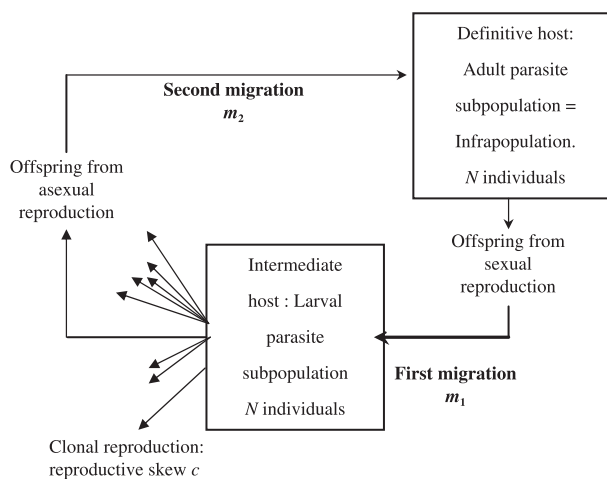 Definitive host:
Adult parasite
subpopulation =
Infrapopulation.
N individuals
Second migration
m2
Offspring from
asexual
reproduction
Offspring from
sexual
reproduction
Intermediate
host : Larval
parasite
subpopulation
N individuals
First migration
m1
Clonal reproduction:
reproductive skew c